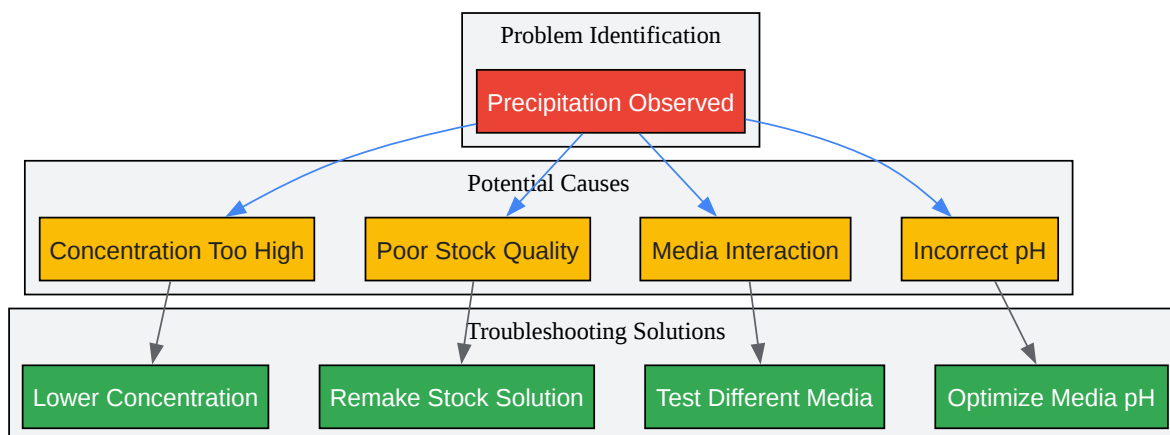 Problem Identification
Precipitation Observed
Potential Causes
Concentration Too High
Poor Stock Quality
Media Interaction
Incorrect pH
Troubleshooting Solutions
Lower Concentration
Remake Stock Solution
Test Different Media
Optimize Media pH